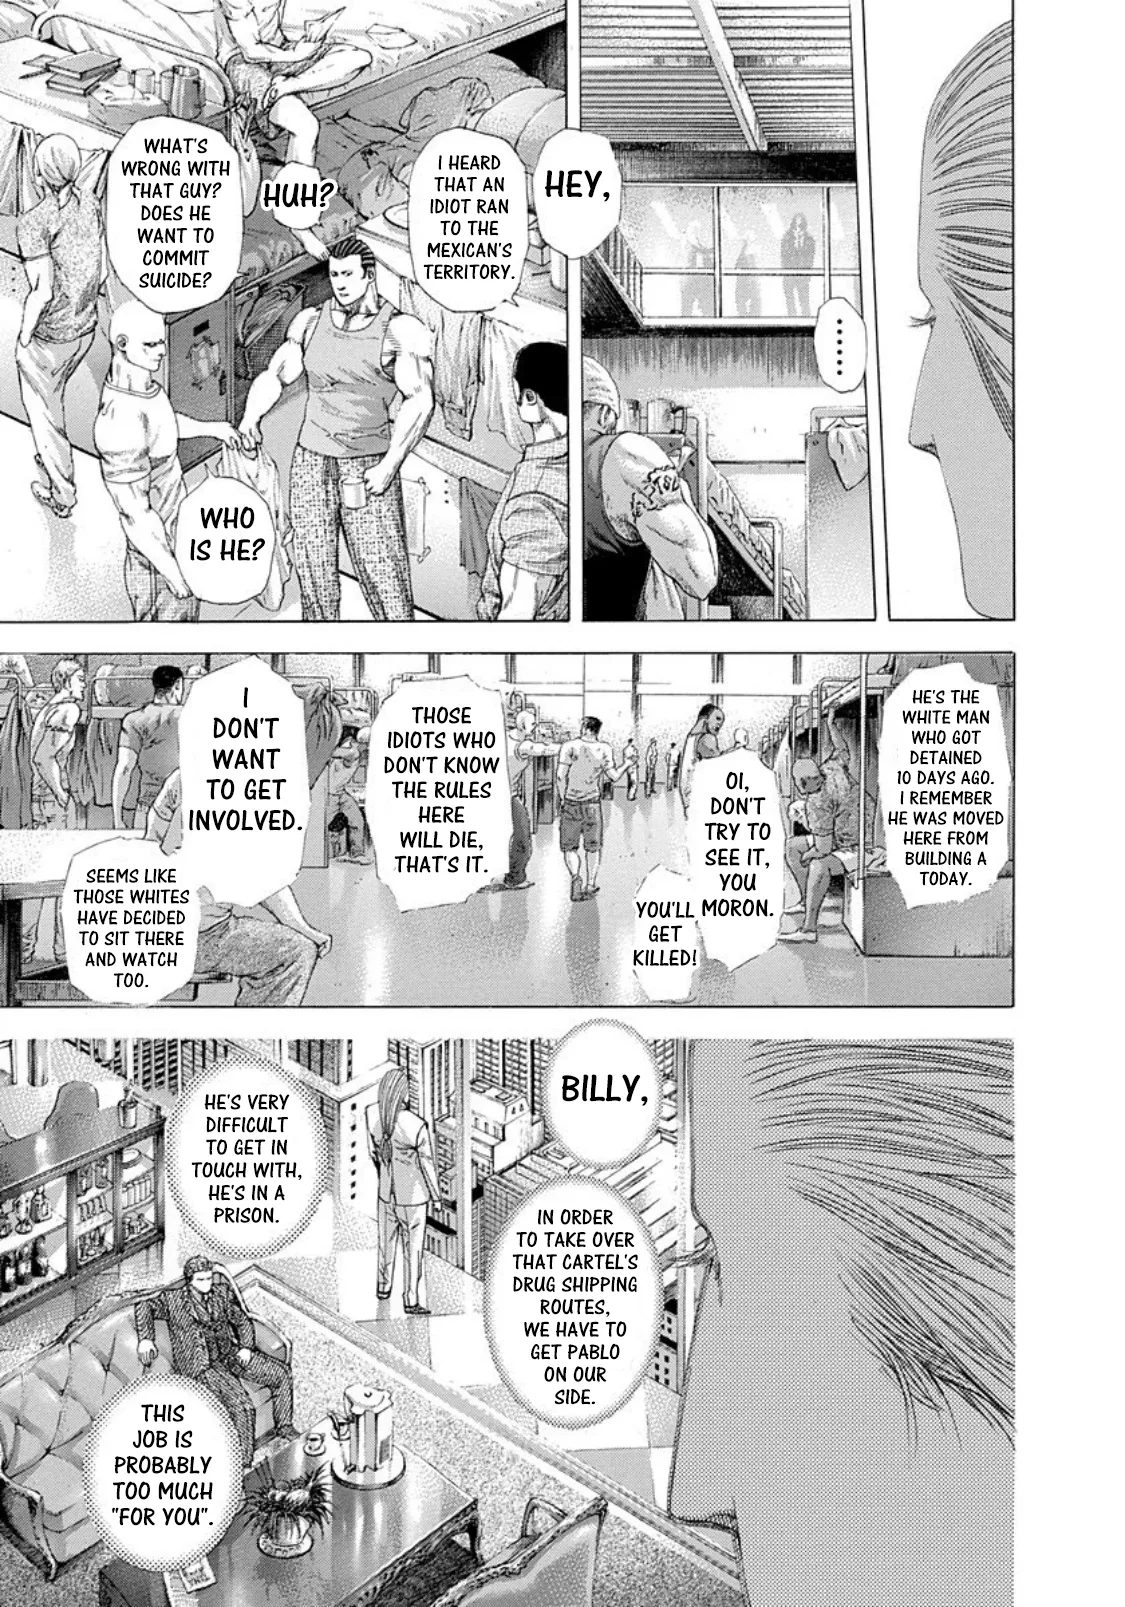 ......
HEY,
I HEARD
THAT AN
IDIOT RAN
TO THE
MEXICAN'S
TERRITORY.
HUH?
WHAT'S
WRONG WITH
THAT GUY?
DOES HE
WANT TO
COMMIT
SUICIDE?
WHO
IS HE?
HE'S THE
WHITE MAN
WHO GOT
DETAINED
10 DAYS AGO.
I REMEMBER
HE WAS MOVED
HERE FROM
BUILDING A
TODAY.
OI,
DON'T
TRY TO
SEE IT,
YOU
MORON.
YOU'LL
GET
KILLED!
THOSE
IDIOTS WHO
DON'T KNOW
THE RULES
HERE
WILL DIE,
THAT'S IT.
I
DON'T
WANT
TO GET
INVOLVED.
SEEMS LIKE
THOSE WHITES
HAVE DECIDED
TO SIT THERE
AND WATCH
TOO.
BILLY,
IN ORDER
TO TAKE OVER
THAT CARTEL'S
DRUG SHIPPING
ROUTES,
WE HAVE TO
GET PABLO
ON OUR
SIDE.
HE'S VERY
DIFFICULT
TO GET IN
TOUCH WITH,
HE'S IN A
PRISON.
THIS
JOB IS
PROBABLY
TOO MUCH
"FOR YOU".